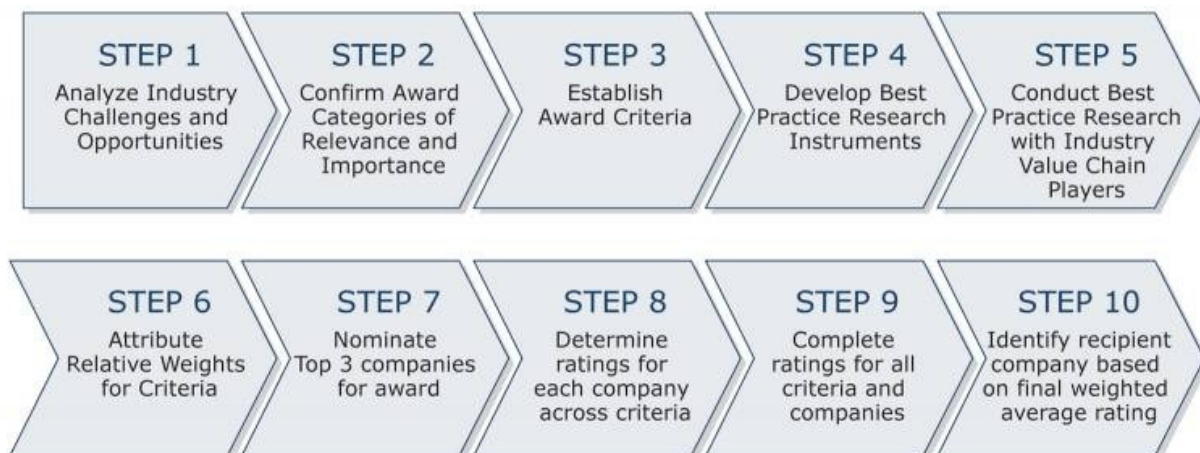 STEP 1
Analyze Industry
Challenges and
Opportunities
STEP 2
Confirm Award
Categories of
Relevance and
Importance
STEP 3
Establish
Award Criteria
STEP 4
Develop Best
Practice Research
Instruments
STEP 5
Conduct Best
Practice Research
with Industry
Value Chain
Players
STEP 6
Attribute
Relative Weights
for Criteria
STEP 7
Nominate
Top 3 companies
for award
STEP 8
Determine
ratings for
each company
across criteria
STEP 9
Complete
ratings for all
criteria and
companies
STEP 10
Identify recipient
company based
on final weighted
average rating